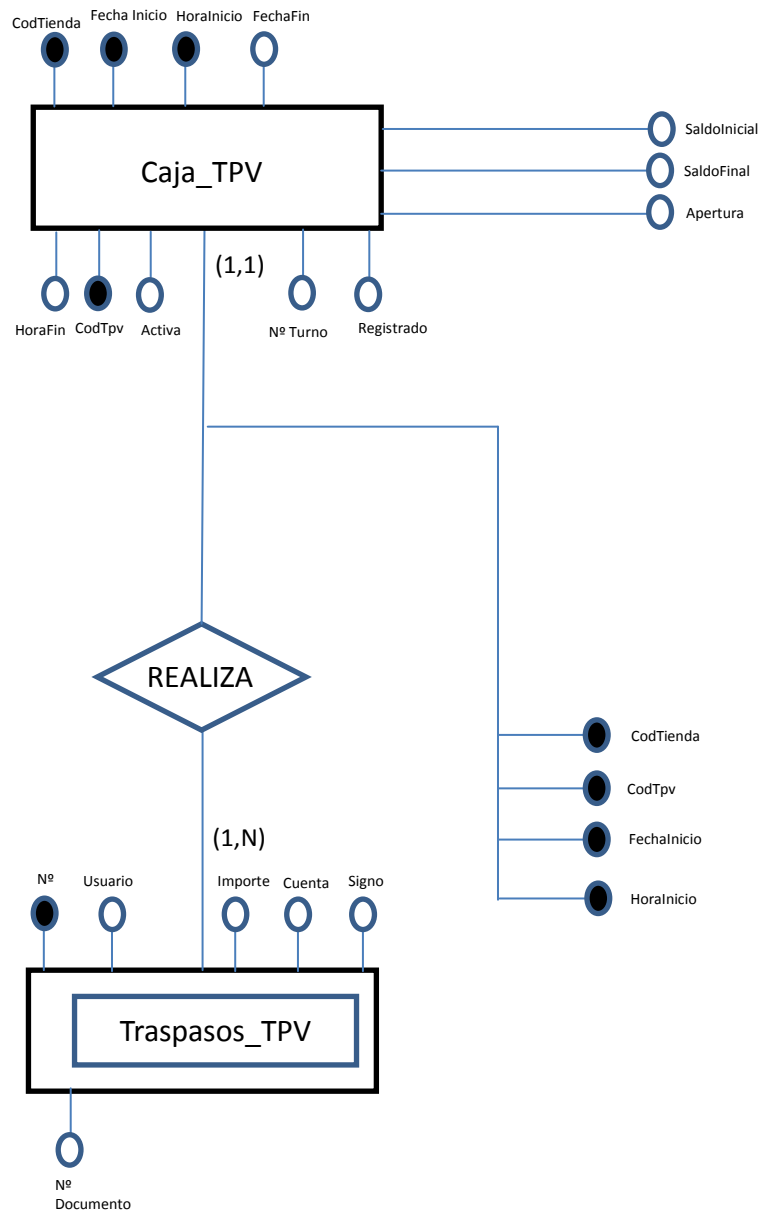 CodTienda
Fecha Inicio
HoraInicio
FechaFin
Caja_TPV
SaldoInicial
SaldoFinal
Apertura
(1,1)
HoraFin
CodTpv
Activa
Nº Turno
Registrado
REALIZA
CodTienda
CodTpv
FechaInicio
HoraInicio
(1,N)
Nº
Usuario
Importe
Cuenta
Signo
Traspasos_TPV
Nº
Documento